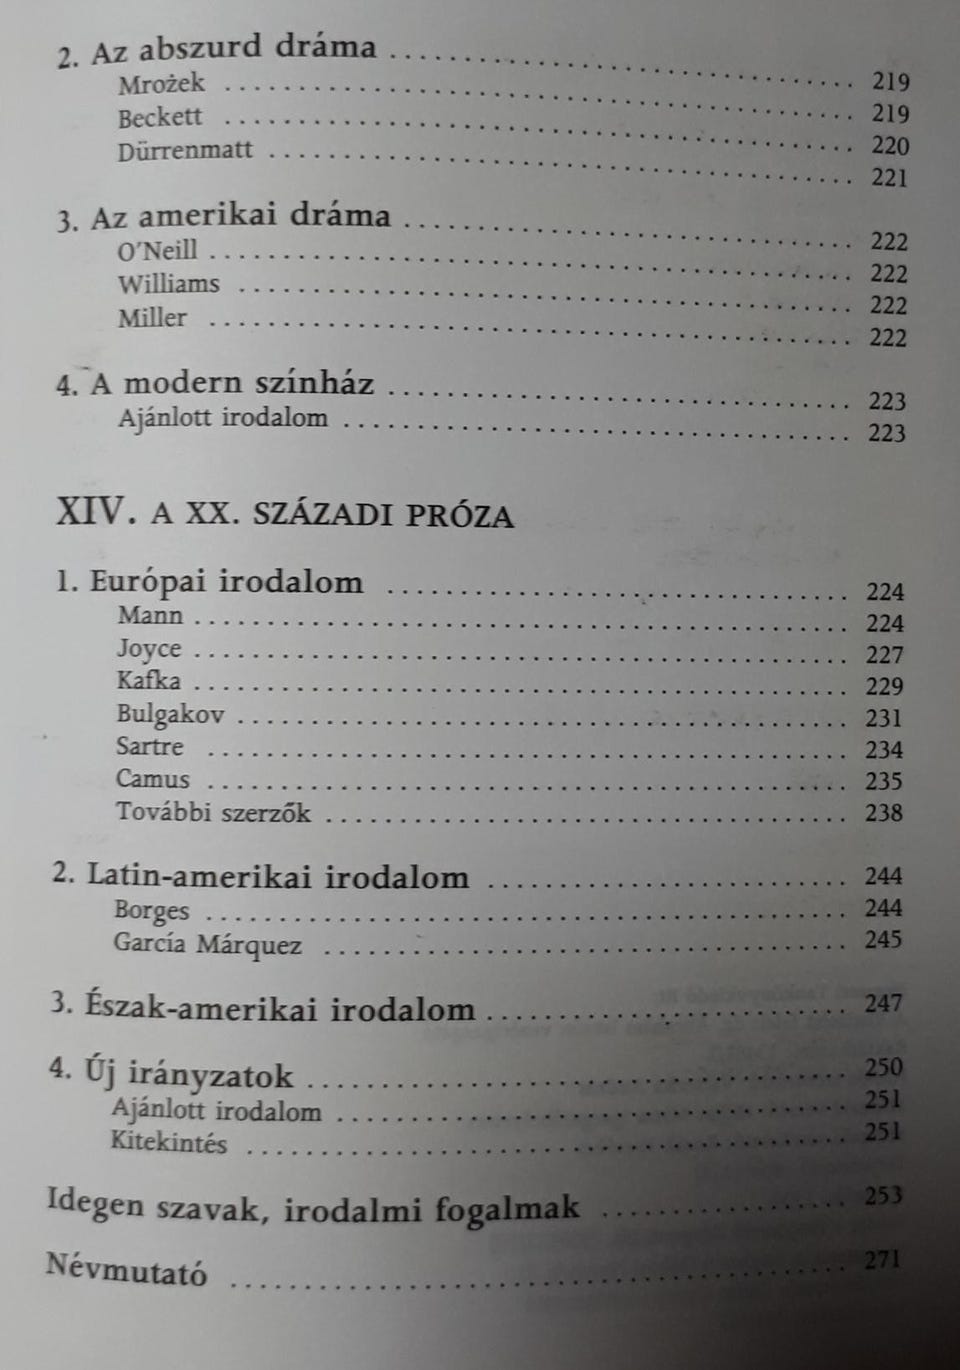 2. Az abszurd dráma . . . . . . . . . . 219
Mrożek . . . . . . . . . . 219
Beckett . . . . . . . . . . 220
Dürrenmatt . . . . . . . . . . 221
3. Az amerikai dráma . . . . . . . . . . 222
O'Neill . . . . . . . . . . 222
Williams . . . . . . . . . . 222
Miller . . . . . . . . . . 222
4. A modern színház . . . . . . . . . . 223
Ajánlott irodalom . . . . . . . . . . 223
XIV. A XX. SZÁZADI PRÓZA
1. Európai irodalom . . . . . . . . . . 224
Mann . . . . . . . . . . 224
Joyce . . . . . . . . . . 227
Kafka . . . . . . . . . . 229
Bulgakov . . . . . . . . . . 231
Sartre . . . . . . . . . . 234
Camus . . . . . . . . . . 235
További szerzők . . . . . . . . . . 238
2. Latin-amerikai irodalom . . . . . . . . . . 244
Borges . . . . . . . . . . 244
García Márquez . . . . . . . . . . 245
3. Észak-amerikai irodalom . . . . . . . . . . 247
4. Új irányzatok . . . . . . . . . . 250
Ajánlott irodalom . . . . . . . . . . 251
Kitekintés . . . . . . . . . . 251
Idegen szavak, irodalmi fogalmak . . . . . . . . . . 253
Névmutató . . . . . . . . . . 271